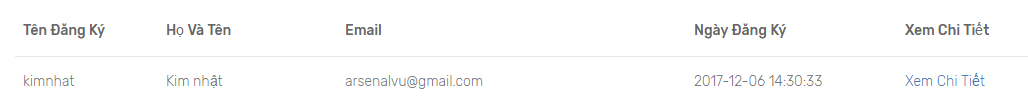 Tên Đăng Ký Họ Và Tên Email Ngày Đăng Ký Xem Chi Tiết
kimnhat Kim nhật arsenalvu@gmail.com 2017-12-06 14:30:33 Xem Chi Tiết